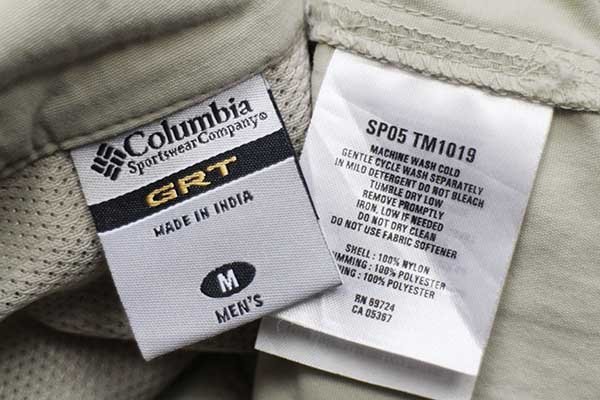 Columbia
Sportswear Company®
GRT
MADE IN INDIA
M
MEN'S
SP05 TM1019
MACHINE WASH COLD
GENTLE CYCLE WASH SEPARATELY
IN MILD DETERGENT DO NOT BLEACH
TUMBLE DRY LOW
REMOVE PROMPTLY
IRON, LOW IF NEEDED
DO NOT DRY CLEAN
DO NOT USE FABRIC SOFTENER
SHELL: 100% NYLON
MMING: 100% POLYESTER
NING: 100% POLYESTER
RN 69724
CA 05367